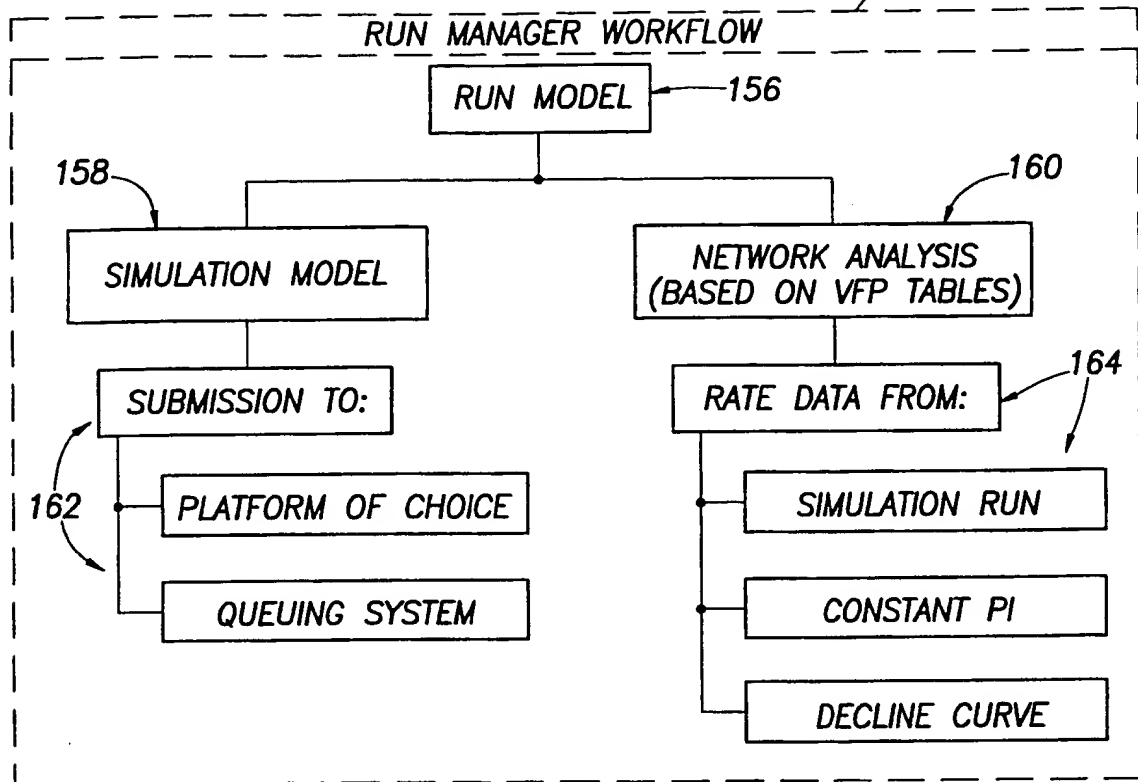 RUN MANAGER WORKFLOW
RUN MODEL
156
158
160
SIMULATION MODEL
NETWORK ANALYSIS
(BASED ON VFP TABLES)
SUBMISSION TO:
RATE DATA FROM:
164
162
PLATFORM OF CHOICE
SIMULATION RUN
QUEUING SYSTEM
CONSTANT PI
DECLINE CURVE